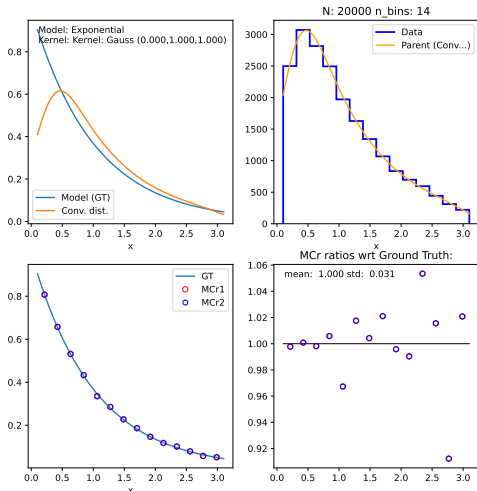 Model: Exponential
Kernel: Kernel: Gauss (0.000,1.000,1.000)
0.8
0.6
0.4
0.2
0.0
Model (GT)
Conv. dist.
0.0 0.5 1.0 1.5 2.0 2.5 3.0
x
N: 20000 n_bins: 14
Data
Parent (Conv...)
3000
2500
2000
1500
1000
500
0
0.0 0.5 1.0 1.5 2.0 2.5 3.0
x
GT
MCr1
MCr2
0.8
0.6
0.4
0.2
0.0 0.5 1.0 1.5 2.0 2.5 3.0
x
MCr ratios wrt Ground Truth:
mean: 1.000 std: 0.031
1.06
1.04
1.02
1.00
0.98
0.96
0.94
0.92
0.0 0.5 1.0 1.5 2.0 2.5 3.0